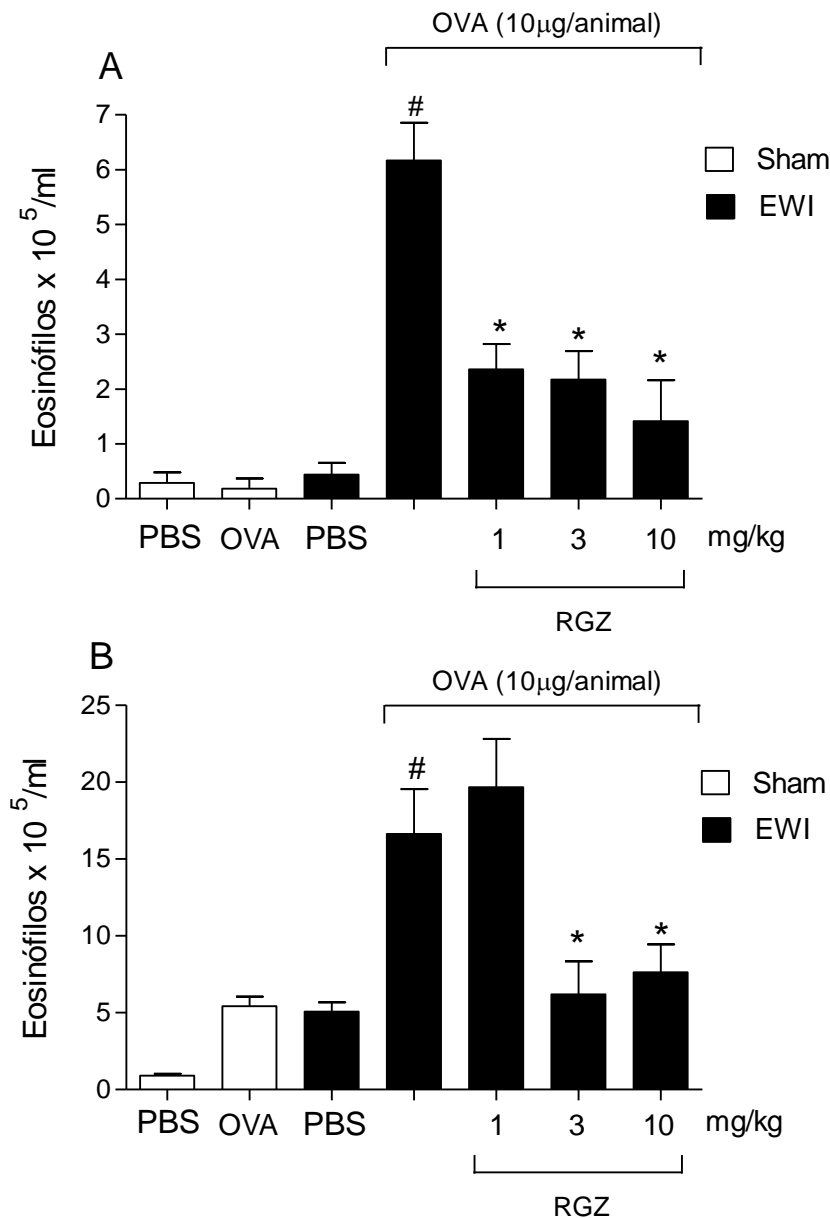 OVA (10µg/animal)
A
7
#
6
5
4
3
2
1
0
Eosinófilos x 10 5/ml
Sham
EWI
*
*
*
PBS OVA PBS 1 3 10 mg/kg
RGZ
B
OVA (10µg/animal)
25
20
15
10
5
0
Eosinófilos x 10 5/ml
#
Sham
EWI
*
*
PBS OVA PBS 1 3 10 mg/kg
RGZ